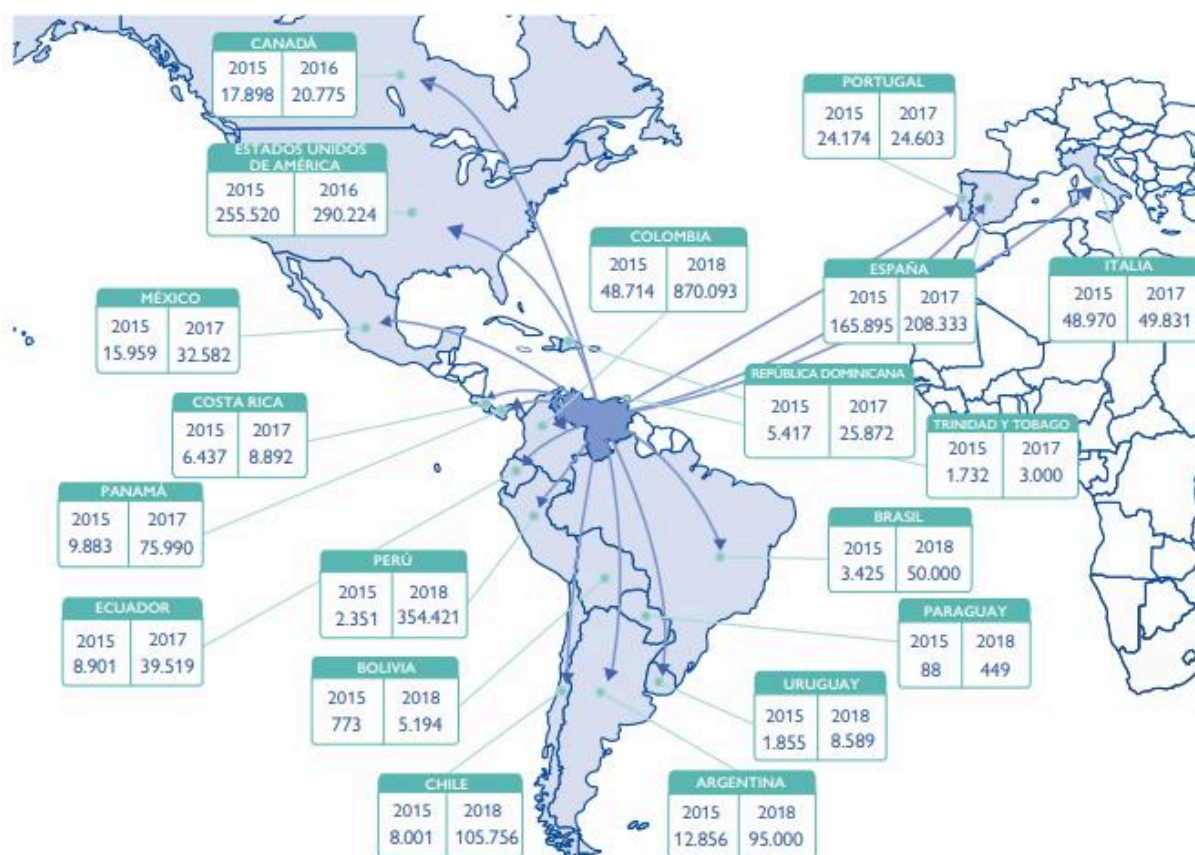 CANADÁ
2015 2016
17.898 20.775
ESTADOS UNIDOS
DE AMÉRICA
2015 2016
255.520 290.224
MÉXICO
2015 2017
15.959 32.582
COSTA RICA
2015 2017
6.437 8.892
PANAMÁ
2015 2017
9.883 75.990
ECUADOR
2015 2017
8.901 39.519
PERÚ
2015 2018
2.351 354.421
BOLIVIA
2015 2018
773 5.194
CHILE
2015 2018
8.001 105.756
COLOMBIA
2015 2018
48.714 870.093
PORTUGAL
2015 2017
24.174 24.603
ESPAÑA
2015 2017
165.895 208.333
ITALIA
2015 2017
48.970 49.831
REPÚBLICA DOMINICANA
2015 2017
5.417 25.872
TRINIDAD Y TOBAGO
2015 2017
1.732 3.000
BRASIL
2015 2018
3.425 50.000
PARAGUAY
2015 2018
88 449
URUGUAY
2015 2018
1.855 8.589
ARGENTINA
2015 2018
12.856 95.000